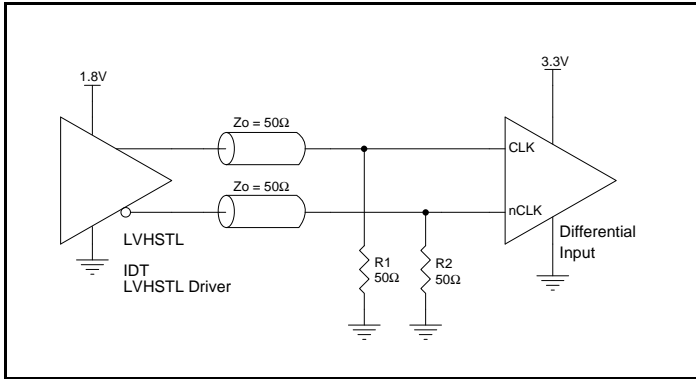 1.8V
3.3V
Zo = 50Ω
Zo = 50Ω
CLK
nCLK
LVHSTL
IDT
LVHSTL Driver
R1
50Ω
R2
50Ω
Differential
Input